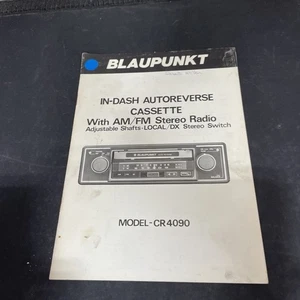 BLAUPUNKT
IN-DASH AUTOREVERSE
CASSETTE
With AM/FM Stereo Radio
Adjustable Shafts-LOCAL/DX Stereo Switch
MODEL-CR4090